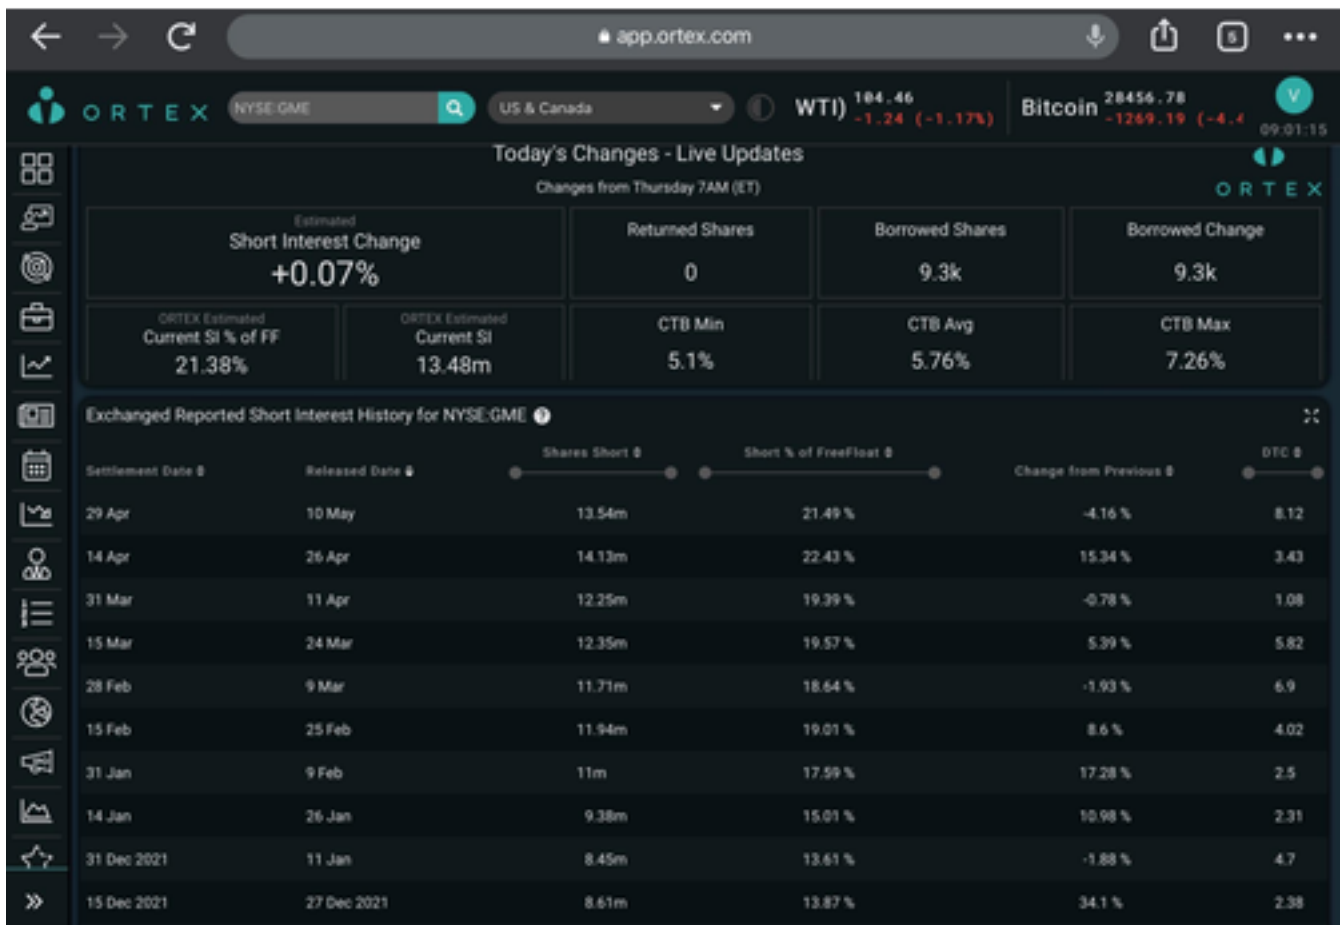 app.ortex.com
5
ORTEX
NYSE:GME
US & Canada
WTI) 104.46 -1.24 (-1.17%)
Bitcoin 28456.78 -1269.19 (-4.4
V
09:01:15
Today's Changes - Live Updates
Changes from Thursday 7AM (ET)
ORTEX
Estimated
Short Interest Change
+0.07%
Returned Shares
0
Borrowed Shares
9.3k
Borrowed Change
9.3k
ORTEX Estimated
Current SI % of FF
21.38%
ORTEX Estimated
Current SI
13.48m
CTB Min
5.1%
CTB Avg
5.76%
CTB Max
7.26%
Exchanged Reported Short Interest History for NYSE:GME ?
Settlement Date Released Date Shares Short Short % of FreeFloat Change from Previous DTC
29 Apr 10 May 13.54m 21.49 % -4.16 % 8.12
14 Apr 26 Apr 14.13m 22.43 % 15.34 % 3.43
31 Mar 11 Apr 12.25m 19.39 % -0.78 % 1.08
15 Mar 24 Mar 12.35m 19.57 % 5.39 % 5.82
28 Feb 9 Mar 11.71m 18.64 % -1.93 % 6.9
15 Feb 25 Feb 11.94m 19.01 % 8.6 % 4.02
31 Jan 9 Feb 11m 17.59 % 17.28 % 2.5
14 Jan 26 Jan 9.38m 15.01 % 10.98 % 2.31
31 Dec 2021 11 Jan 8.45m 13.61 % -1.88 % 4.7
15 Dec 2021 27 Dec 2021 8.61m 13.87 % 34.1 % 2.38